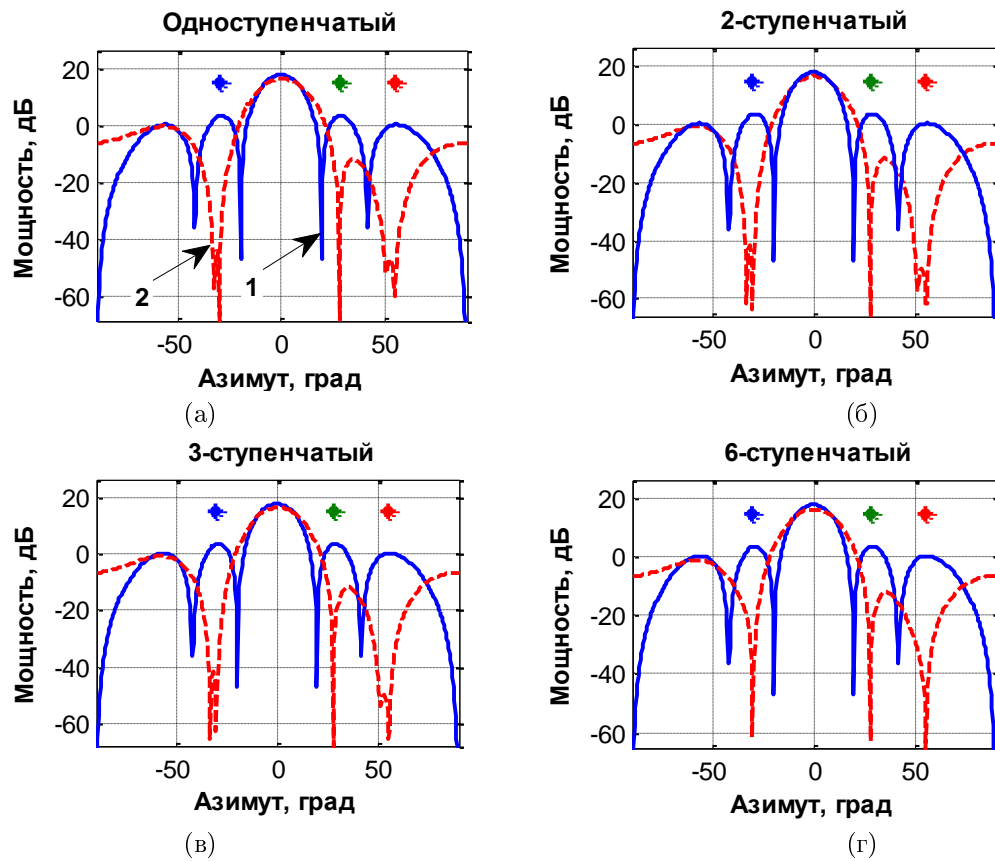 Одноступенчатый
Мощность, дБ
20
0
-20
-40
-60
2
1
-50
0
50
Азимут, град
(а)
2-ступенчатый
Мощность, дБ
20
0
-20
-40
-60
-50
0
50
Азимут, град
(б)
3-ступенчатый
Мощность, дБ
20
0
-20
-40
-60
-50
0
50
Азимут, град
(в)
6-ступенчатый
Мощность, дБ
20
0
-20
-40
-60
-50
0
50
Азимут, град
(г)